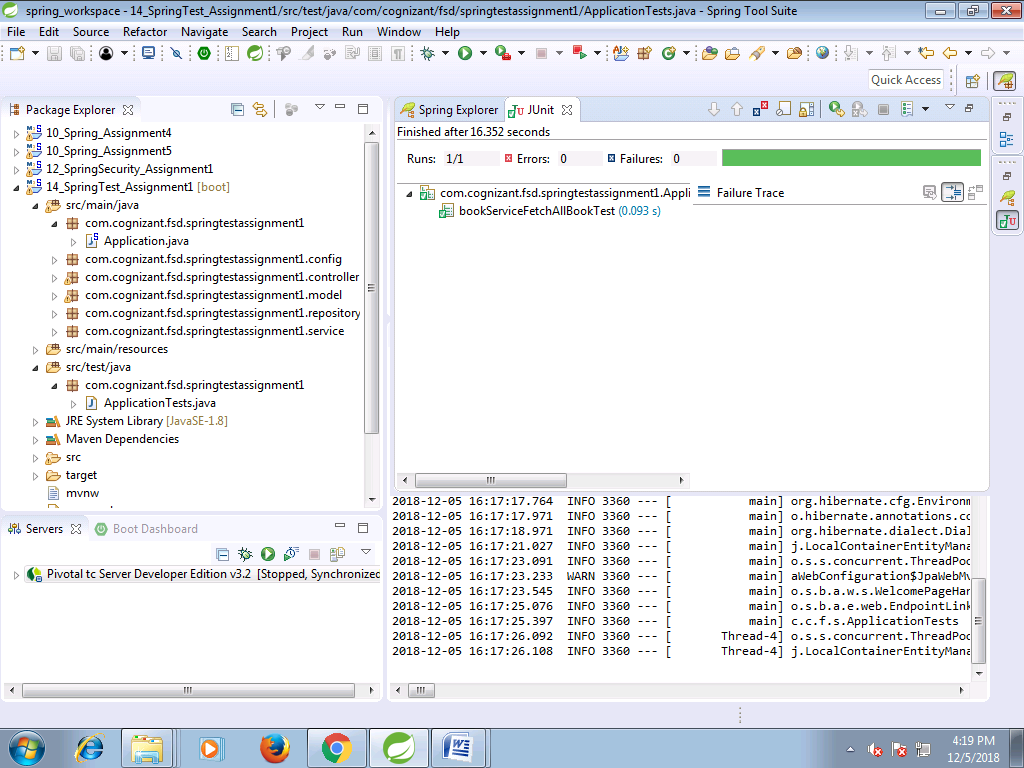 spring_workspace - 14_SpringTest_Assignment1/src/test/java/com/cognizant/fsd/springtestassignment1/ApplicationTests.java - Spring Tool Suite
File Edit Source Refactor Navigate Search Project Run Window Help
Quick Access
Package Explorer
10_Spring_Assignment4
10_Spring_Assignment5
12_SpringSecurity_Assignment1
14_SpringTest_Assignment1 [boot]
src/main/java
com.cognizant.fsd.springtestassignment1
Application.java
com.cognizant.fsd.springtestassignment1.config
com.cognizant.fsd.springtestassignment1.controller
com.cognizant.fsd.springtestassignment1.model
com.cognizant.fsd.springtestassignment1.repository
com.cognizant.fsd.springtestassignment1.service
src/main/resources
src/test/java
com.cognizant.fsd.springtestassignment1
ApplicationTests.java
JRE System Library [JavaSE-1.8]
Maven Dependencies
src
target
mvnw
Servers Boot Dashboard
Pivotal tc Server Developer Edition v3.2 [Stopped, Synchronized
Spring Explorer JUnit
Finished after 16.352 seconds
Runs: 1/1 Errors: 0 Failures: 0
com.cognizant.fsd.springtestassignment1.Appli
bookServiceFetchAllBookTest (0.093 s)
Failure Trace
2018-12-05 16:17:17.764 INFO 3360 --- [ main] org.hibernate.cfg.Environm
2018-12-05 16:17:17.971 INFO 3360 --- [ main] o.hibernate.annotations.cc
2018-12-05 16:17:18.971 INFO 3360 --- [ main] org.hibernate.dialect.Dial
2018-12-05 16:17:21.027 INFO 3360 --- [ main] j.LocalContainerEntityMana
2018-12-05 16:17:23.091 INFO 3360 --- [ main] o.s.s.concurrent.ThreadPoo
2018-12-05 16:17:23.233 WARN 3360 --- [ main] aWebConfiguration$JpaWebMv
2018-12-05 16:17:23.545 INFO 3360 --- [ main] o.s.b.a.w.s.WelcomePageHan
2018-12-05 16:17:25.076 INFO 3360 --- [ main] o.s.b.a.e.web.EndpointLink
2018-12-05 16:17:25.397 INFO 3360 --- [ main] c.c.f.s.ApplicationTests
2018-12-05 16:17:26.092 INFO 3360 --- [ Thread-4] o.s.s.concurrent.ThreadPoo
2018-12-05 16:17:26.108 INFO 3360 --- [ Thread-4] j.LocalContainerEntityMana
4:19 PM
12/5/2018